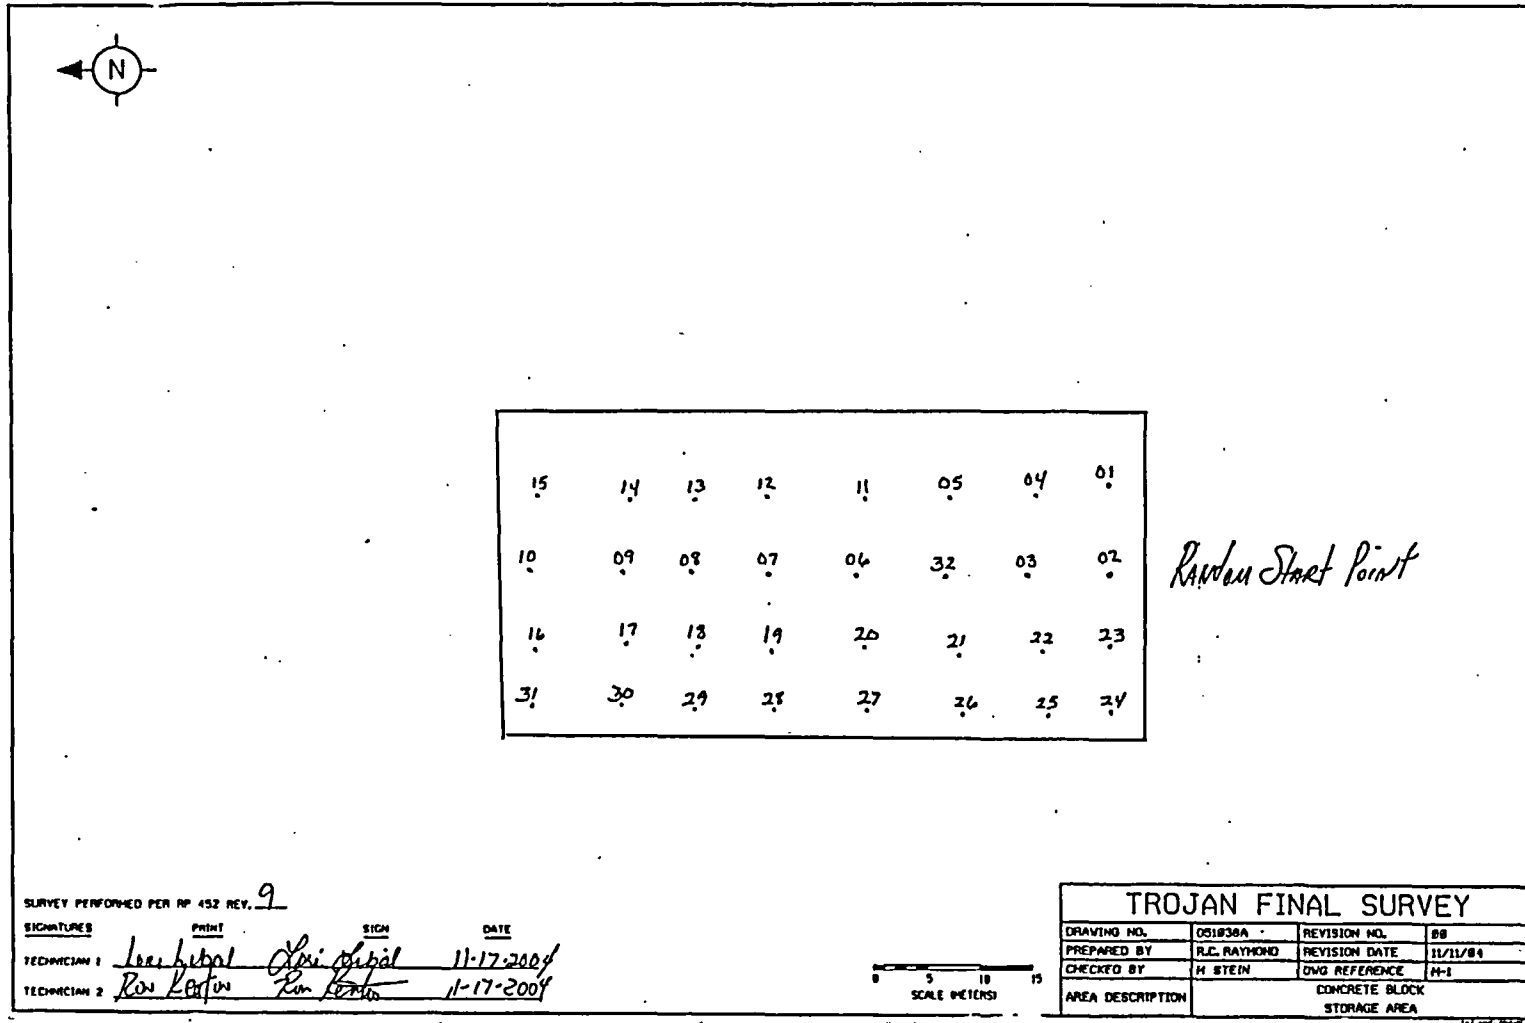 N
15 14 13 12 11 05 04 01
10 09 08 07 06 32 03 02
Random Start Point
16 17 18 19 20 21 22 23
31 30 29 28 27 26 25 24
SURVEY PERFORMED PER RP 452 REV. 9
SIGNATURES PRINT SIGN DATE
TECHNICIAN 1 11-17-2004
TECHNICIAN 2 Ron 11-17-2004
0 5 10 15
SCALE (METERS)
TROJAN FINAL SURVEY
DRAWING NO. 051030A REVISION NO. 00
PREPARED BY R.C. RAYMOND REVISION DATE 11/11/04
CHECKED BY H STEIN DWG REFERENCE M-1
AREA DESCRIPTION CONCRETE BLOCK
STORAGE AREA